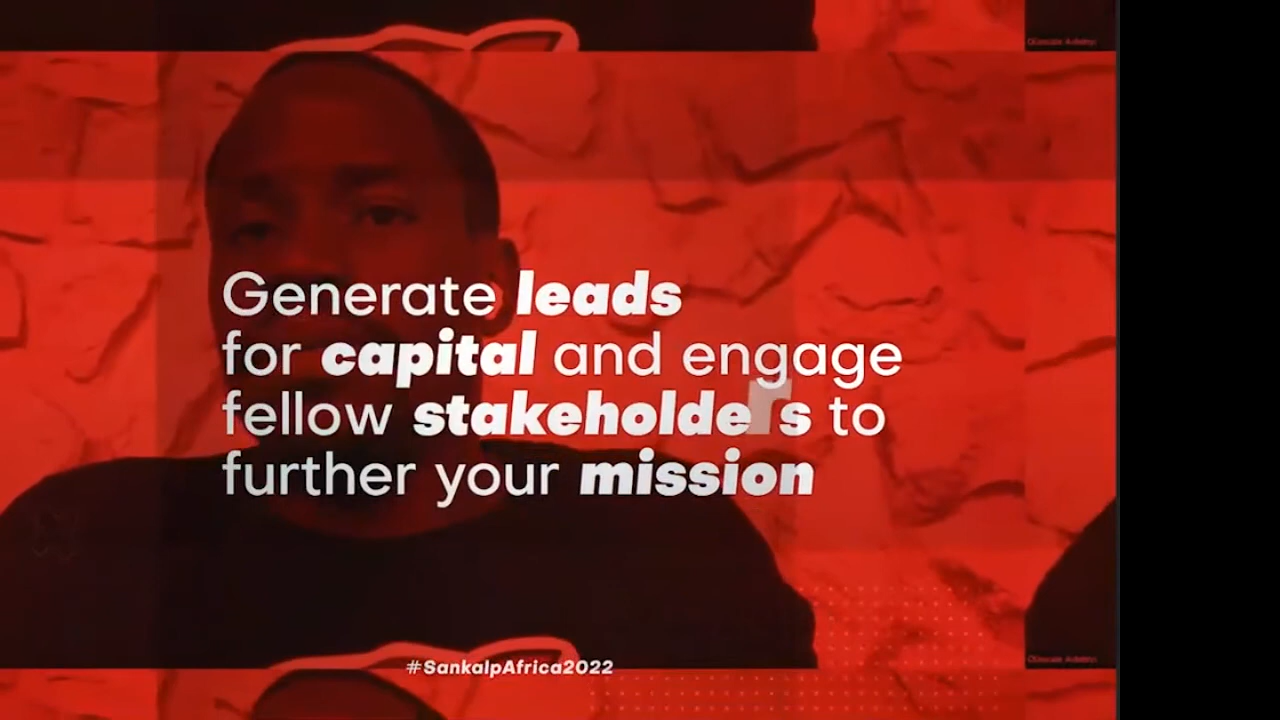 Generate leads
for capital and engage
fellow stakeholders to
further your mission
#SankalpAfrica2022